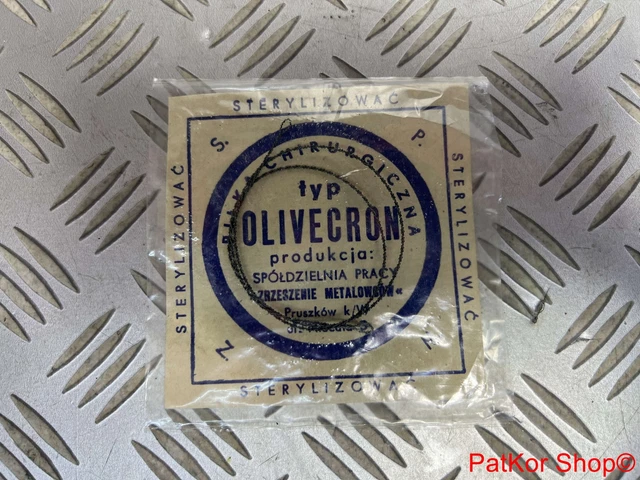 STERYLIZOWAĆ
S.
P.
PIŁKA CHIRURGICZNA
typ
OLIVECRON
produkcja:
SPÓŁDZIELNIA PRACY
„ZRZESZENIE METALOWCÓW“
Pruszków k/W
STERYLIZOWAĆ
STERYLIZOWAĆ
Z.
STERYLIZOWAĆ
PatKor Shop©